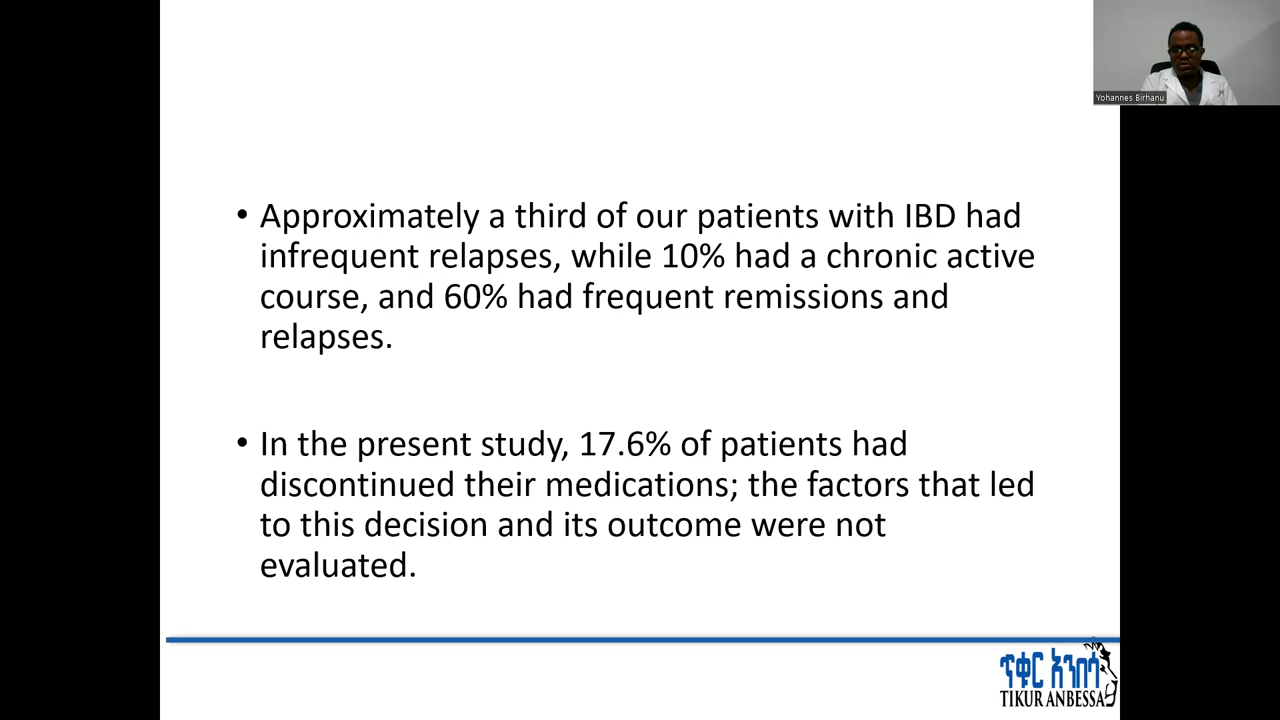 Yohannes Birhanu
• Approximately a third of our patients with IBD had
infrequent relapses, while 10% had a chronic active
course, and 60% had frequent remissions and
relapses.
• In the present study, 17.6% of patients had
discontinued their medications; the factors that led
to this decision and its outcome were not
evaluated.
ጥቁር አንበሳ
TIKUR ANBESSA